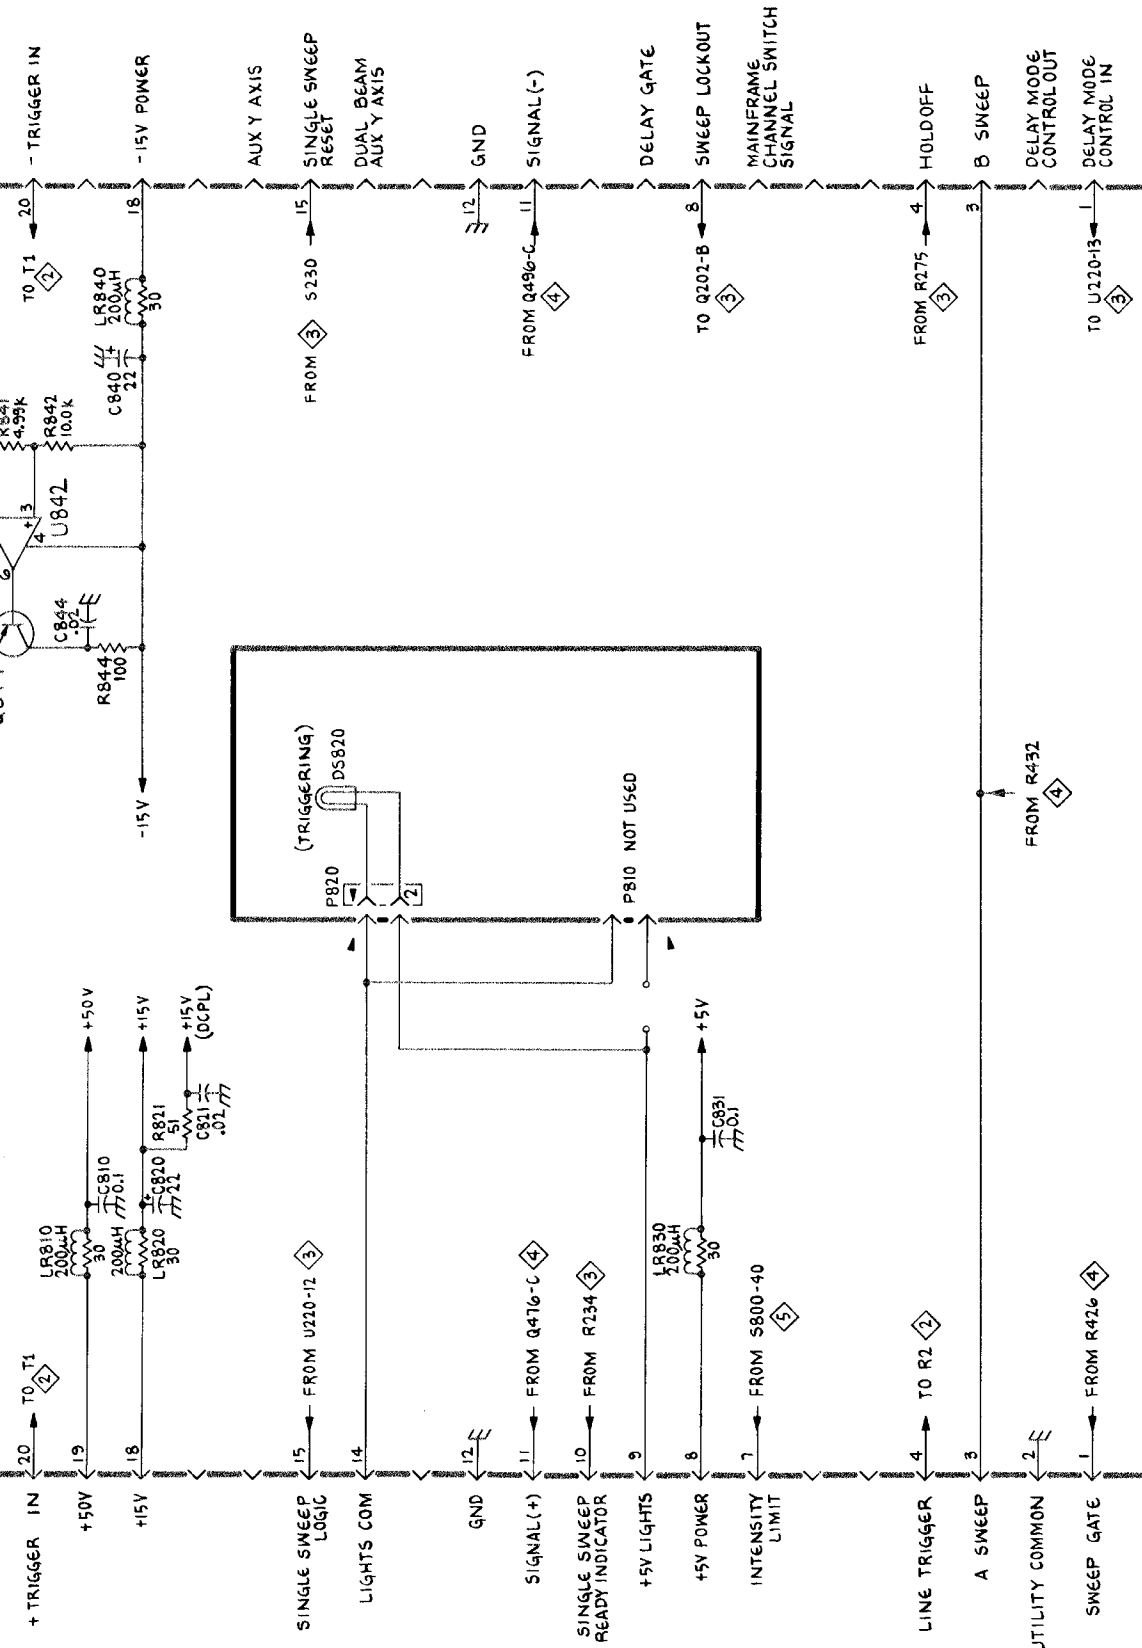 + TRIGGER IN
20
TO T1
2
+50V
19
LR810
200µH
30
C810
0.1
+50V
+15V
18
200µH
LR820
30
C820
22
+
R821
51
C821
.02
+15V
+15V
(DCPL)
SINGLE SWEEP
LOGIC
15
FROM U220-12
3
LIGHTS COM
14
GND
12
SIGNAL(+)
11
FROM Q476-C
4
SINGLE SWEEP
READY INDICATOR
10
FROM R234
3
+5V LIGHTS
9
+5V POWER
8
LR830
200µH
30
C831
0.1
+5V
INTENSITY
LIMIT
7
FROM S800-40
5
LINE TRIGGER
4
TO R2
2
A SWEEP
3
UTILITY COMMON
2
SWEEP GATE
1
FROM R426
4
P820
2
(TRIGGERING)
DS820
P810 NOT USED
FROM R432
4
-15V
R844
100
C844
.02
6
4
+
3
U842
R841
4.99K
R842
10.0K
C840
22
+
LR840
200µH
30
TO T1
2
20
- TRIGGER IN
18
-15V POWER
AUX Y AXIS
FROM
3
S230
15
SINGLE SWEEP
RESET
DUAL BEAM
AUX Y AXIS
12
GND
FROM Q496-C
4
11
SIGNAL(-)
DELAY GATE
TO Q202-B
3
8
SWEEP LOCKOUT
MAINFRAME
CHANNEL SWITCH
SIGNAL
FROM R275
3
4
HOLDOFF
3
B SWEEP
DELAY MODE
CONTROL OUT
TO U220-13
3
1
DELAY MODE
CONTROL IN